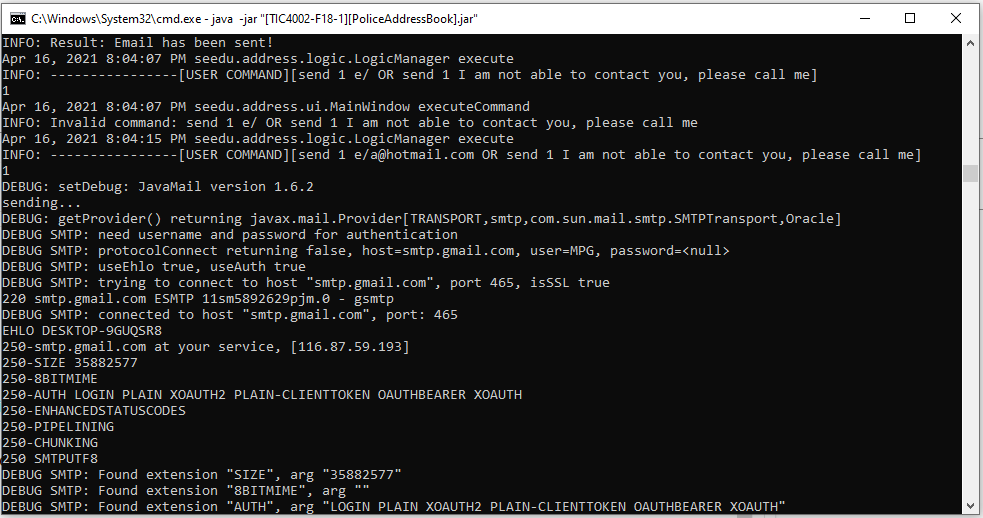 C:\Windows\System32\cmd.exe - java  -jar "[TIC4002-F18-1][PoliceAddressBook].jar"
INFO: Result: Email has been sent!
Apr 16, 2021 8:04:07 PM seedu.address.logic.LogicManager execute
INFO: ----------------[USER COMMAND][send 1 e/ OR send 1 I am not able to contact you, please call me]
1
Apr 16, 2021 8:04:07 PM seedu.address.ui.MainWindow executeCommand
INFO: Invalid command: send 1 e/ OR send 1 I am not able to contact you, please call me
Apr 16, 2021 8:04:15 PM seedu.address.logic.LogicManager execute
INFO: ----------------[USER COMMAND][send 1 e/a@hotmail.com OR send 1 I am not able to contact you, please call me]
1
DEBUG: setDebug: JavaMail version 1.6.2
sending...
DEBUG: getProvider() returning javax.mail.Provider[TRANSPORT,smtp,com.sun.mail.smtp.SMTPTransport,Oracle]
DEBUG SMTP: need username and password for authentication
DEBUG SMTP: protocolConnect returning false, host=smtp.gmail.com, user=MPG, password=<null>
DEBUG SMTP: useEhlo true, useAuth true
DEBUG SMTP: trying to connect to host "smtp.gmail.com", port 465, isSSL true
220 smtp.gmail.com ESMTP 11sm5892629pjm.0 - gsmtp
DEBUG SMTP: connected to host "smtp.gmail.com", port: 465
EHLO DESKTOP-9GUQSR8
250-smtp.gmail.com at your service, [116.87.59.193]
250-SIZE 35882577
250-8BITMIME
250-AUTH LOGIN PLAIN XOAUTH2 PLAIN-CLIENTTOKEN OAUTHBEARER XOAUTH
250-ENHANCEDSTATUSCODES
250-PIPELINING
250-CHUNKING
250 SMTPUTF8
DEBUG SMTP: Found extension "SIZE", arg "35882577"
DEBUG SMTP: Found extension "8BITMIME", arg ""
DEBUG SMTP: Found extension "AUTH", arg "LOGIN PLAIN XOAUTH2 PLAIN-CLIENTTOKEN OAUTHBEARER XOAUTH"